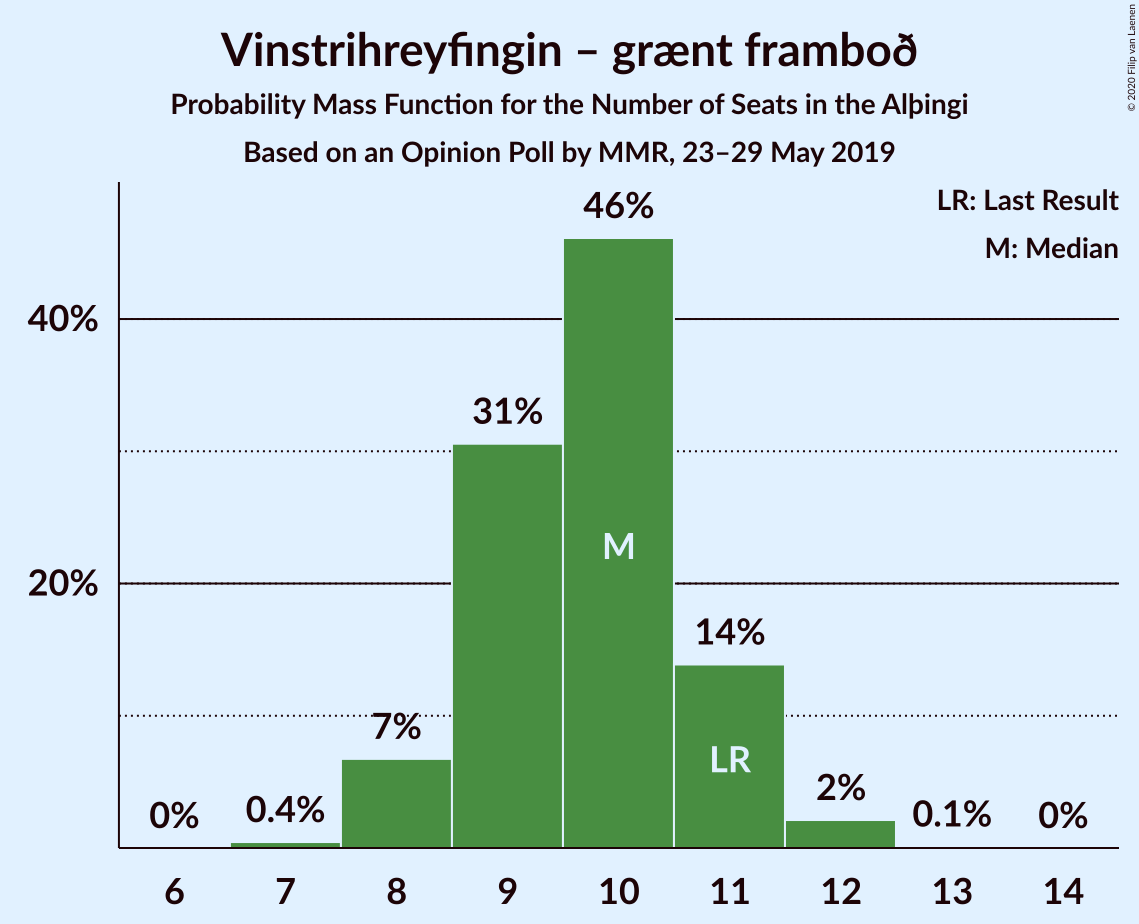 Vinstrihreyfingin – grænt framboð
Probability Mass Function for the Number of Seats in the Alþingi
Based on an Opinion Poll by MMR, 23–29 May 2019
© 2020 Filip van Laenen
LR: Last Result
M: Median
46%
40%
31%
M
20%
14%
7%
LR
0%
0.4%
2%
0.1%
0%
6 7 8 9 10 11 12 13 14